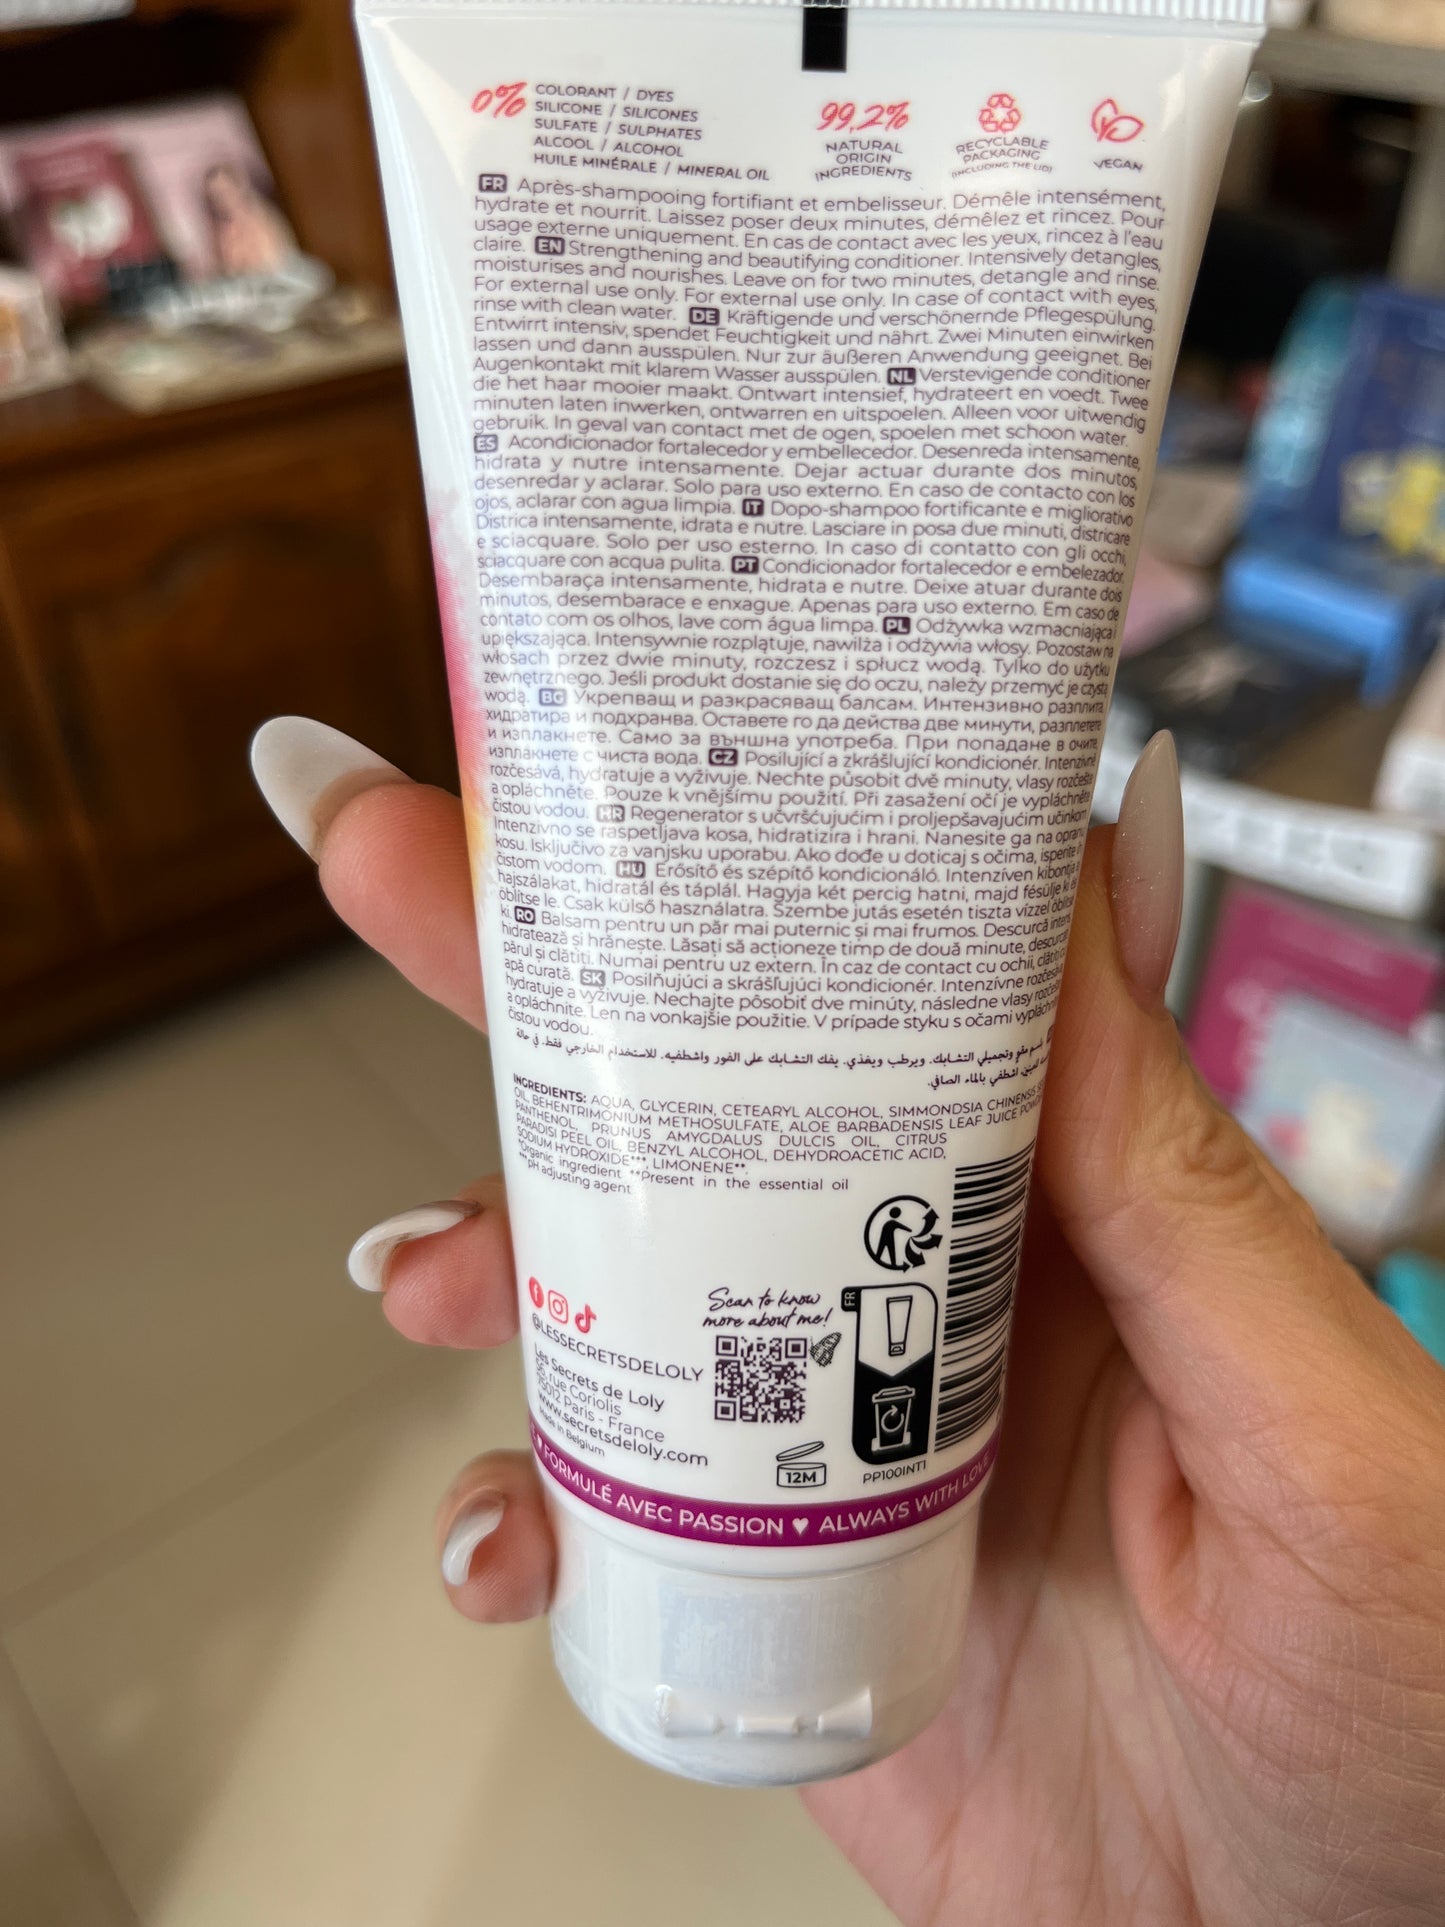 0%
COLORANT / DYES
SILICONE / SILICONES
SULFATE / SULPHATES
ALCOOL / ALCOHOL
HUILE MINÉRALE / MINERAL OIL
99,2%
NATURAL
ORIGIN
INGREDIENTS
RECYCLABLE
PACKAGING
(INCLUDING THE LID)
VEGAN
FR Après-shampooing fortifiant et embelisseur. Démêle intensément,
hydrate et nourrit. Laissez poser deux minutes, démêlez et rincez. Pour
usage externe uniquement. En cas de contact avec les yeux, rincez à l'eau
claire. EN Strengthening and beautifying conditioner. Intensively detangles,
moisturises and nourishes. Leave on for two minutes, detangle and rinse.
For external use only. For external use only. In case of contact with eyes,
rinse with clean water. DE Kräftigende und verschönernde Pflegespülung.
Entwirrt intensiv, spendet Feuchtigkeit und nährt. Zwei Minuten einwirken
lassen und dann ausspülen. Nur zur äußeren Anwendung geeignet. Bei
Augenkontakt mit klarem Wasser ausspülen. NL Verstevigende conditioner
die het haar mooier maakt. Ontwart intensief, hydrateert en voedt. Twee
minuten laten inwerken, ontwarren en uitspoelen. Alleen voor uitwendig
gebruik. In geval van contact met de ogen, spoelen met schoon water.
ES Acondicionador fortalecedor y embellecedor. Desenreda intensamente,
hidrata y nutre intensamente. Dejar actuar durante dos minutos,
desenredar y aclarar. Solo para uso externo. En caso de contacto con los
ojos, aclarar con agua limpia. IT Dopo-shampoo fortificante e migliorativo
Districa intensamente, idrata e nutre. Lasciare in posa due minuti, districare
e sciacquare. Solo per uso esterno. In caso di contatto con gli occhi,
sciacquare con acqua pulita. PT Condicionador fortalecedor e embelezador.
Desembaraça intensamente, hidrata e nutre. Deixe atuar durante dois
minutos, desembarace e enxague. Apenas para uso externo. Em caso de
contato com os olhos, lave com água limpa. PL Odżywka wzmacniająca i
upiększająca. Intensywnie rozplątuje, nawilża i odżywia włosy. Pozostaw na
włosach przez dwie minuty, rozczesz i spłucz wodą. Tylko do użytku
zewnętrznego. Jeśli produkt dostanie się do oczu, należy przemyć je czystą
wodą. BG Укрепващ и разкрасяващ балсам. Интензивно разплита,
хидратира и подхранва. Оставете го да действа две минути, разплетете
и изплакнете. Само за външна употреба. При попадане в очите,
изплакнете с чиста вода. CZ Posilující a zkrášlující kondicionér. Intenzivně
rozčesává, hydratuje a vyživuje. Nechte působit dvě minuty, vlasy rozčešte
a opláchněte. Pouze k vnějšímu použití. Při zasažení očí je vypláchněte
čistou vodou. HR Regenerator s učvršćujućim i proljepšavajućim učinkom
Intenzivno se raspetljava kosa, hidratizira i hrani. Nanesite ga na opranu
kosu. Isključivo za vanjsku uporabu. Ako dođe u doticaj s očima, isperite ih
čistom vodom. HU Erősítő és szépítő kondicionáló. Intenzíven kibontja a
hajszálakat, hidratál és táplál. Hagyja két percig hatni, majd fésülje ki és
öblítse le. Csak külső használatra. Szembe jutás esetén tiszta vízzel öblítse
ki. RO Balsam pentru un păr mai puternic și mai frumos. Descurcă intens,
hidratează și hrănește. Lăsați să acționeze timp de două minute, descurcați
părul și clătiți. Numai pentru uz extern. În caz de contact cu ochii, clătiți cu
apă curată. SK Posilňujúci a skrášľujúci kondicionér. Intenzívne rozčesáva,
hydratuje a vyživuje. Nechajte pôsobiť dve minúty, následne vlasy rozčešte
a opláchnite. Len na vonkajšie použitie. V prípade styku s očami vypláchnite
čistou vodou.
بلسم مقوٍ وتجميلي التشابك. ويرطب ويغذي. يفك التشابك على الفور واشطفيه. للاستخدام الخارجي فقط. في حالة
العينين، اشطفي بالماء الصافي.
INGREDIENTS: AQUA, GLYCERIN, CETEARYL ALCOHOL, SIMMONDSIA CHINENSIS
OIL, BEHENTRIMONIUM METHOSULFATE, ALOE BARBADENSIS LEAF JUICE
PANTHENOL, PRUNUS AMYGDALUS DULCIS OIL, CITRUS
PARADISI PEEL OIL, BENZYL ALCOHOL, DEHYDROACETIC ACID,
SODIUM HYDROXIDE***, LIMONENE**.
*Organic ingredient **Present in the essential oil
***pH adjusting agent
@LESSECRETSDELOLY
Les Secrets de Loly
rue Coriolis
75012 Paris - France
www.secretsdeloly.com
Made in Belgium
Scan to know
more about me!
FR
12M
PP100INT1
FORMULÉ AVEC PASSION ♥ ALWAYS WITH LOVE